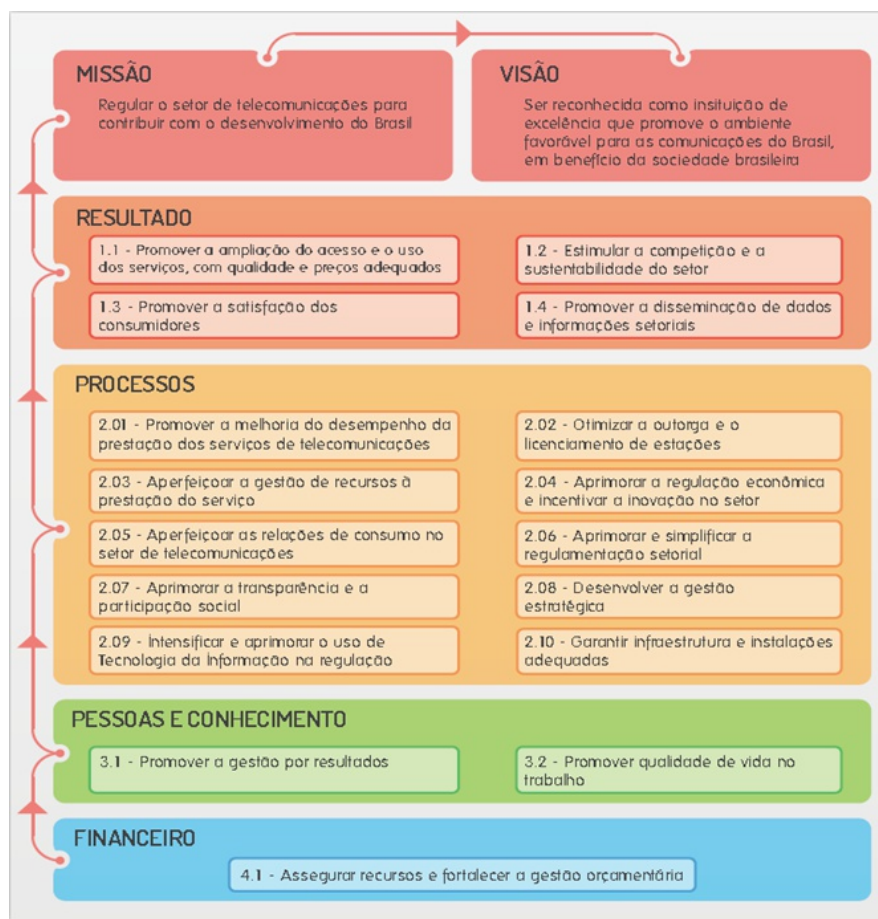 MISSÃO
Regular o setor de telecomunicações para
contribuir com o desenvolvimento do Brasil
VISÃO
Ser reconhecida como insituição de
excelência que promove o ambiente
favorável para as comunicações do Brasil,
em benefício da sociedade brasileira
RESULTADO
1.1 - Promover a ampliação do acesso e o uso
dos serviços, com qualidade e preços adequados
1.2 - Estimular a competição e a
sustentabilidade do setor
1.3 - Promover a satisfação dos
consumidores
1.4 - Promover a disseminação de dados
e informações setoriais
PROCESSOS
2.01 - Promover a melhoria do desempenho da
prestação dos serviços de telecomunicações
2.02 - Otimizar a outorga e o
licenciamento de estações
2.03 - Aperfeiçoar a gestão de recursos à
prestação do serviço
2.04 - Aprimorar a regulação econômica
e incentivar a inovação no setor
2.05 - Aperfeiçoar as relações de consumo no
setor de telecomunicações
2.06 - Aprimorar e simplificar a
regulamentação setorial
2.07 - Aprimorar a transparência e a
participação social
2.08 - Desenvolver a gestão
estratégica
2.09 - Intensificar e aprimorar o uso de
Tecnologia da Informação na regulação
2.10 - Garantir infraestrutura e instalações
adequadas
PESSOAS E CONHECIMENTO
3.1 - Promover a gestão por resultados
3.2 - Promover qualidade de vida no
trabalho
FINANCEIRO
4.1 - Assegurar recursos e fortalecer a gestão orçamentária